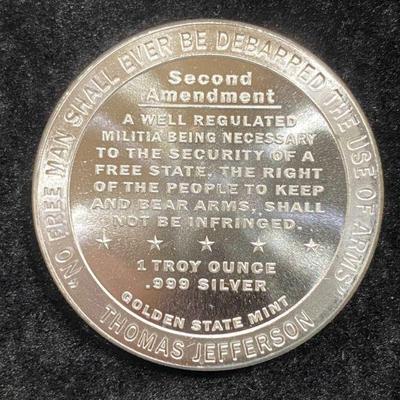 "NO FREE MAN SHALL EVER BE DEBARRED THE USE OF ARMS"
Second
Amendment
A WELL REGULATED
MILITIA BEING NECESSARY
TO THE SECURITY OF A
FREE STATE, THE RIGHT
OF THE PEOPLE TO KEEP
AND BEAR ARMS, SHALL
NOT BE INFRINGED.
1 TROY OUNCE
.999 SILVER
GOLDEN STATE MINT
THOMAS JEFFERSON